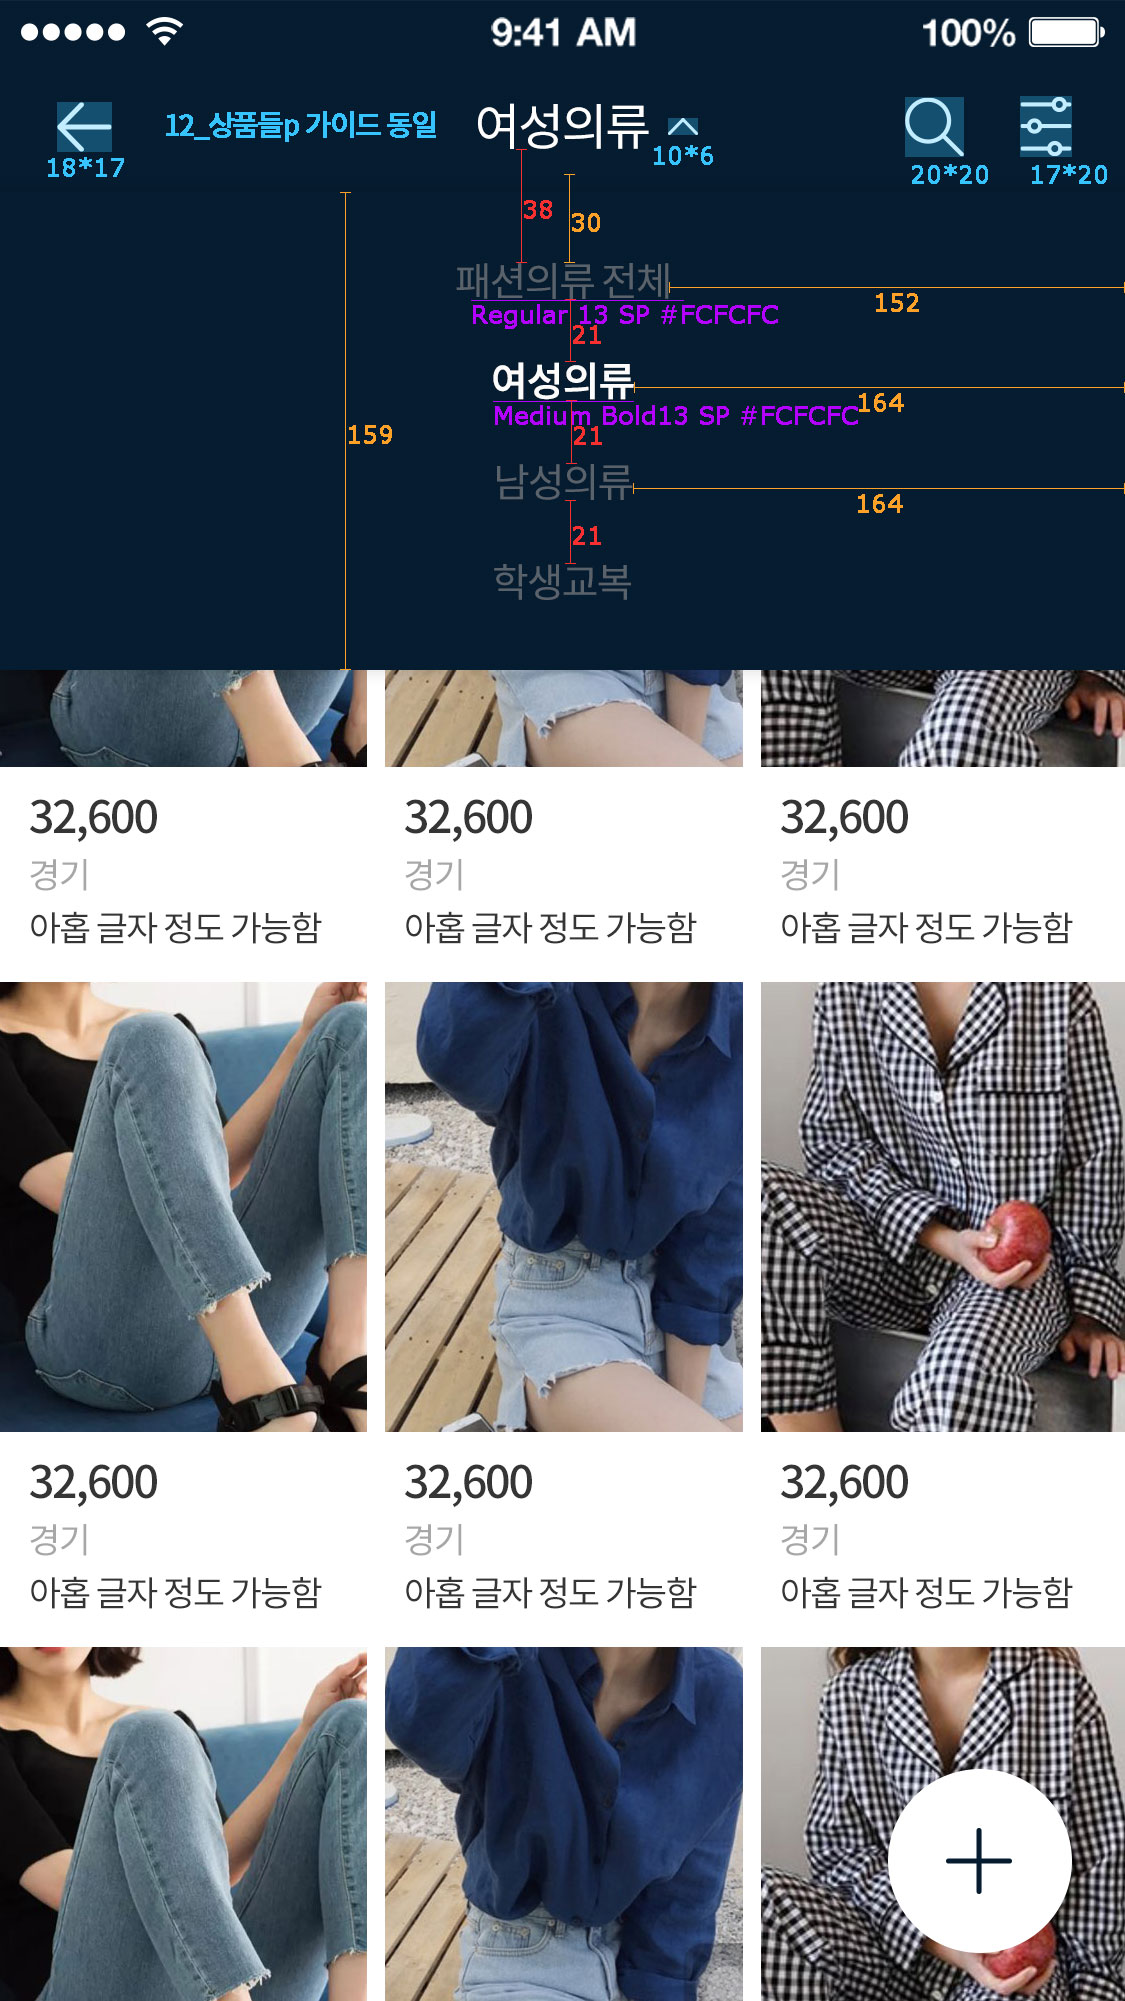 9:41 AM 100%
12_상품들p 가이드 동일 여성의류
18*17 10*6 20*20 17*20
38 30
패션의류 전체
152
Regular 13 SP #FCFCFC
21
여성의류
164
Medium Bold13 SP #FCFCFC
159 21
남성의류
164
21
학생교복
32,600 32,600 32,600
경기 경기 경기
아홉 글자 정도 가능함 아홉 글자 정도 가능함 아홉 글자 정도 가능함
32,600 32,600 32,600
경기 경기 경기
아홉 글자 정도 가능함 아홉 글자 정도 가능함 아홉 글자 정도 가능함